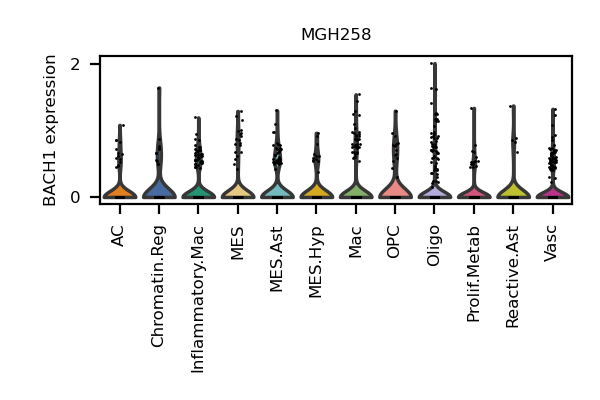 MGH258
BACH1 expression
2
0
AC
Chromatin.Reg
Inflammatory.Mac
MES
MES.Ast
MES.Hyp
Mac
OPC
Oligo
Prolif.Metab
Reactive.Ast
Vasc